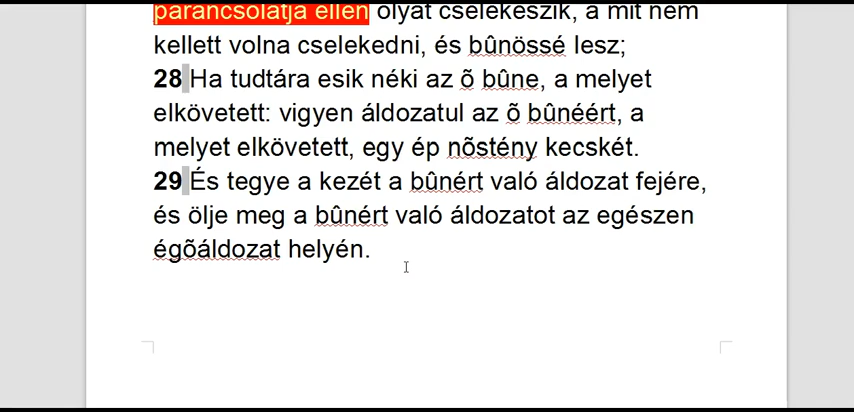 parancsolatja ellen olyat cselekeszik, a mit nem
kellett volna cselekedni, és bûnössé lesz;
28 Ha tudtára esik néki az õ bûne, a melyet
elkövetett: vigyen áldozatul az õ bûnéért, a
melyet elkövetett, egy ép nõstény kecskét.
29 És tegye a kezét a bûnért való áldozat fejére,
és ölje meg a bûnért való áldozatot az egészen
égõáldozat helyén.